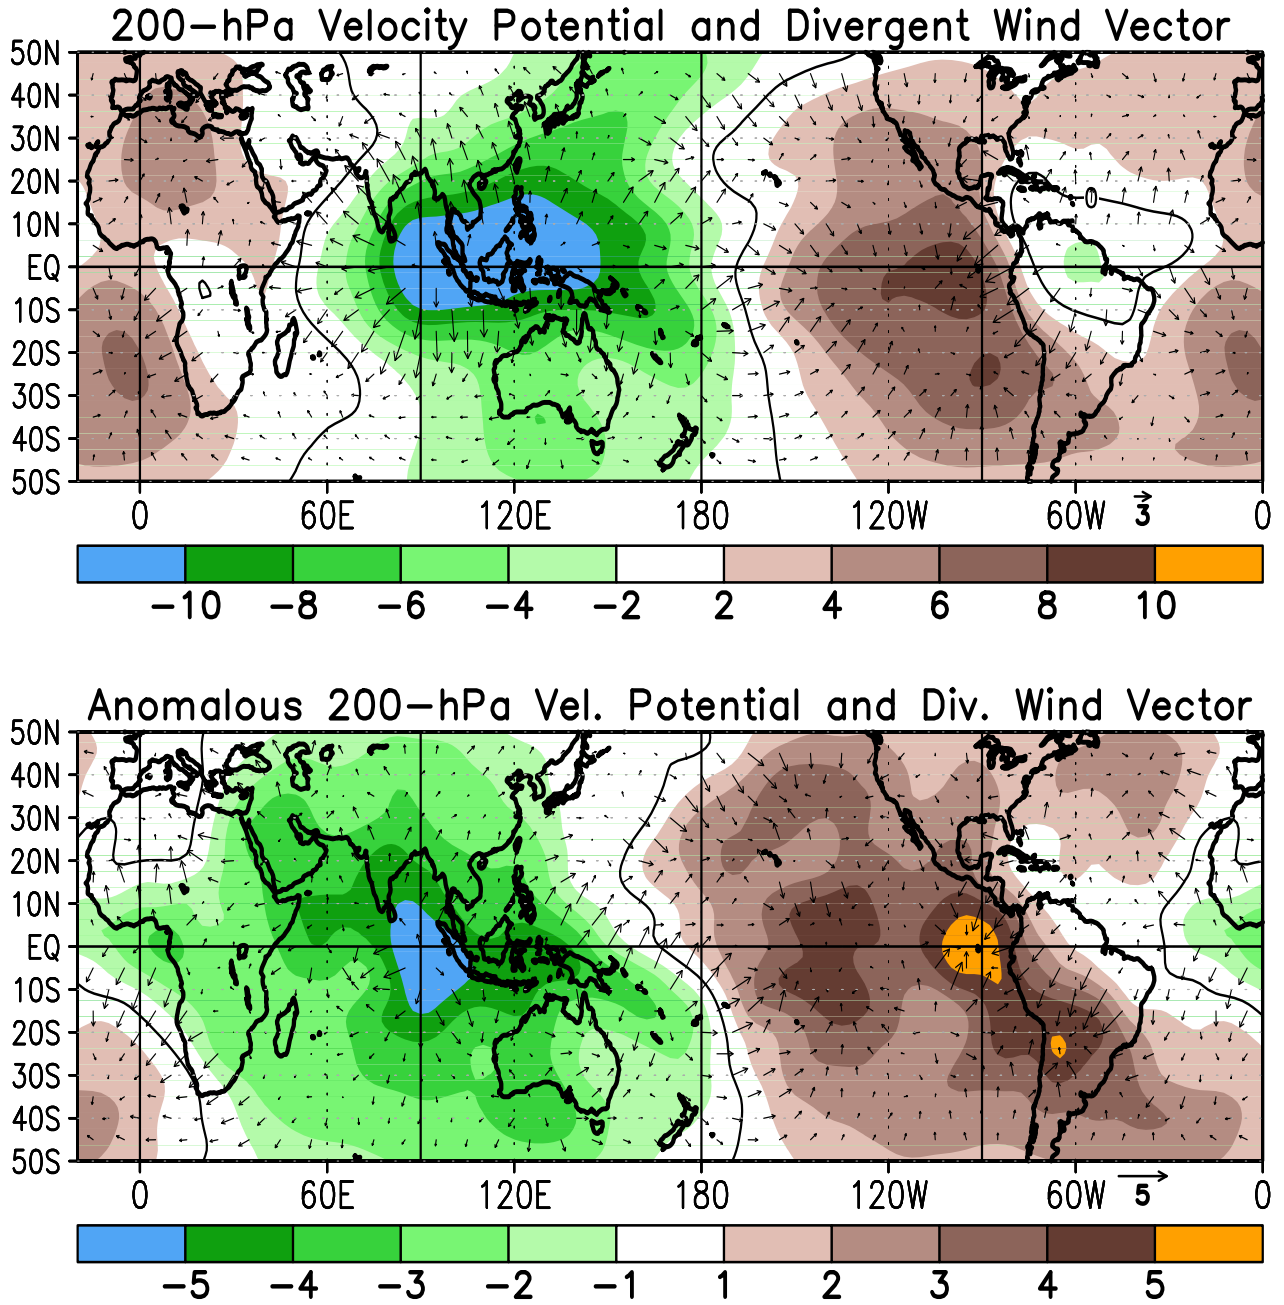 200-hPa Velocity Potential and Divergent Wind Vector
50N
40N
30N
20N
10N
EQ
10S
20S
30S
40S
50S
0
0 60E 120E 180 120W 60W 3 0
-10 -8 -6 -4 -2 2 4 6 8 10
Anomalous 200-hPa Vel. Potential and Div. Wind Vector
50N
40N
30N
20N
10N
EQ
10S
20S
30S
40S
50S
0 60E 120E 180 120W 60W 5 0
-5 -4 -3 -2 -1 1 2 3 4 5